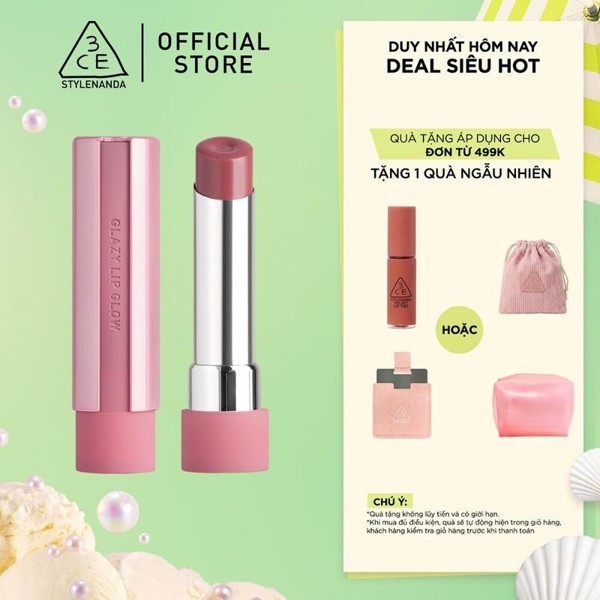 3
CE
STYLENANDA
OFFICIAL
STORE
GLAZY LIP GLOW
DUY NHẤT HÔM NAY
DEAL SIÊU HOT
QUÀ TẶNG ÁP DỤNG CHO
ĐƠN TỪ 499K
TẶNG 1 QUÀ NGẪU NHIÊN
3
CE
HOẶC
CHÚ Ý:
*Quà tặng không lũy tiến và có giới hạn.
*Khi mua đủ điều kiện, quà sẽ tự động hiện trong giỏ hàng,
khách hàng kiểm tra giỏ hàng trước khi thanh toán